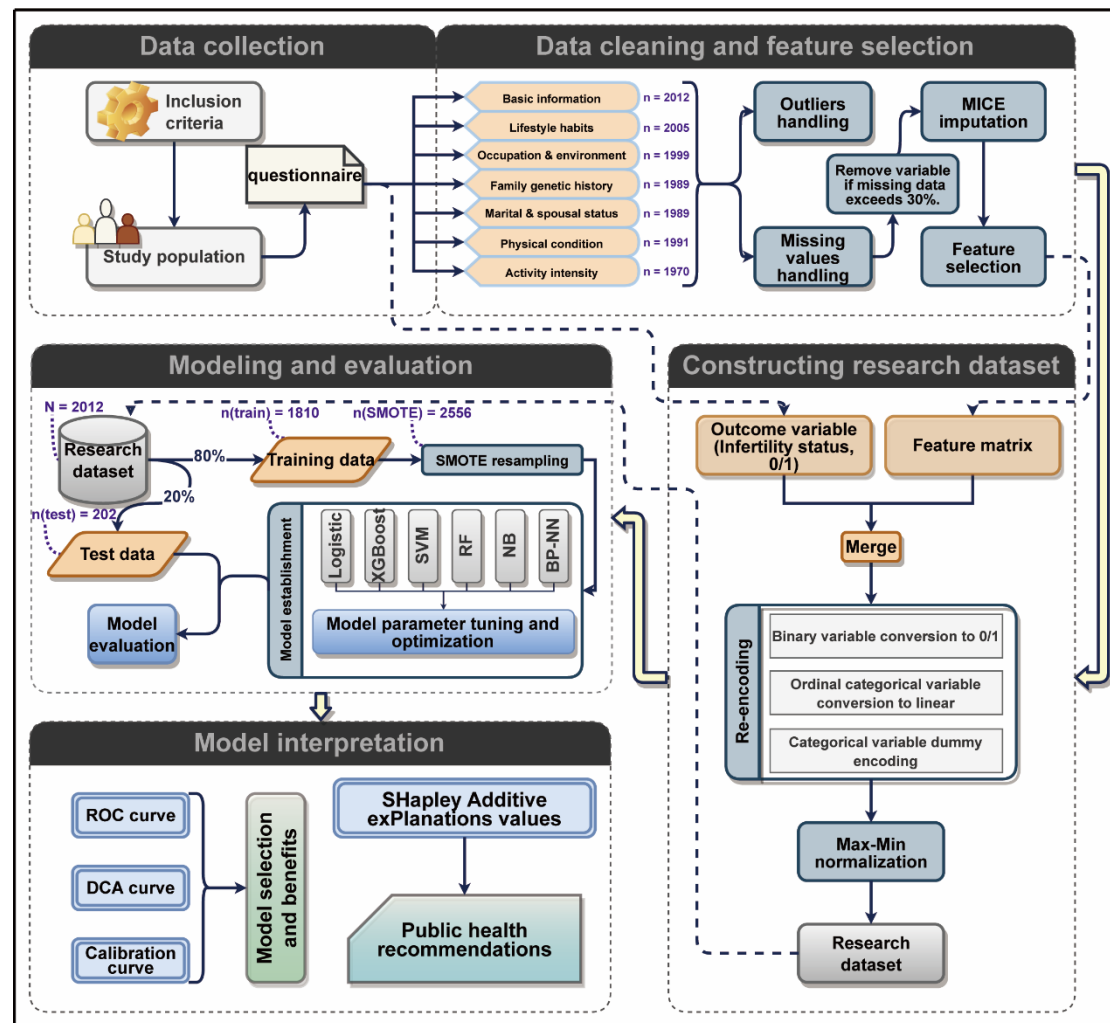 Data collection
Inclusion
criteria
questionnaire
Study population
Data cleaning and feature selection
Basic information
n = 2012
Lifestyle habits
n = 2005
Occupation & environment
n = 1999
Family genetic history
n = 1989
Marital & spousal status
n = 1989
Physical condition
n = 1991
Activity intensity
n = 1970
Outliers
handling
Missing
values
handling
Remove variable
if missing data
exceeds 30%.
MICE
imputation
Feature
selection
Modeling and evaluation
N = 2012
Research
dataset
80%
20%
n(train) = 1810
Training data
n(SMOTE) = 2556
SMOTE resampling
n(test) = 202
Test data
Model
evaluation
Model establishment
Logistic
XGBoost
SVM
RF
NB
BP-NN
Model parameter tuning and
optimization
Constructing research dataset
Outcome variable
(Infertility status,
0/1)
Feature matrix
Merge
Re-encoding
Binary variable conversion to 0/1
Ordinal categorical variable
conversion to linear
Categorical variable dummy
encoding
Max-Min
normalization
Research
dataset
Model interpretation
ROC curve
DCA curve
Calibration
curve
Model selection
and benefits
SHapley Additive
exPlanations values
Public health
recommendations